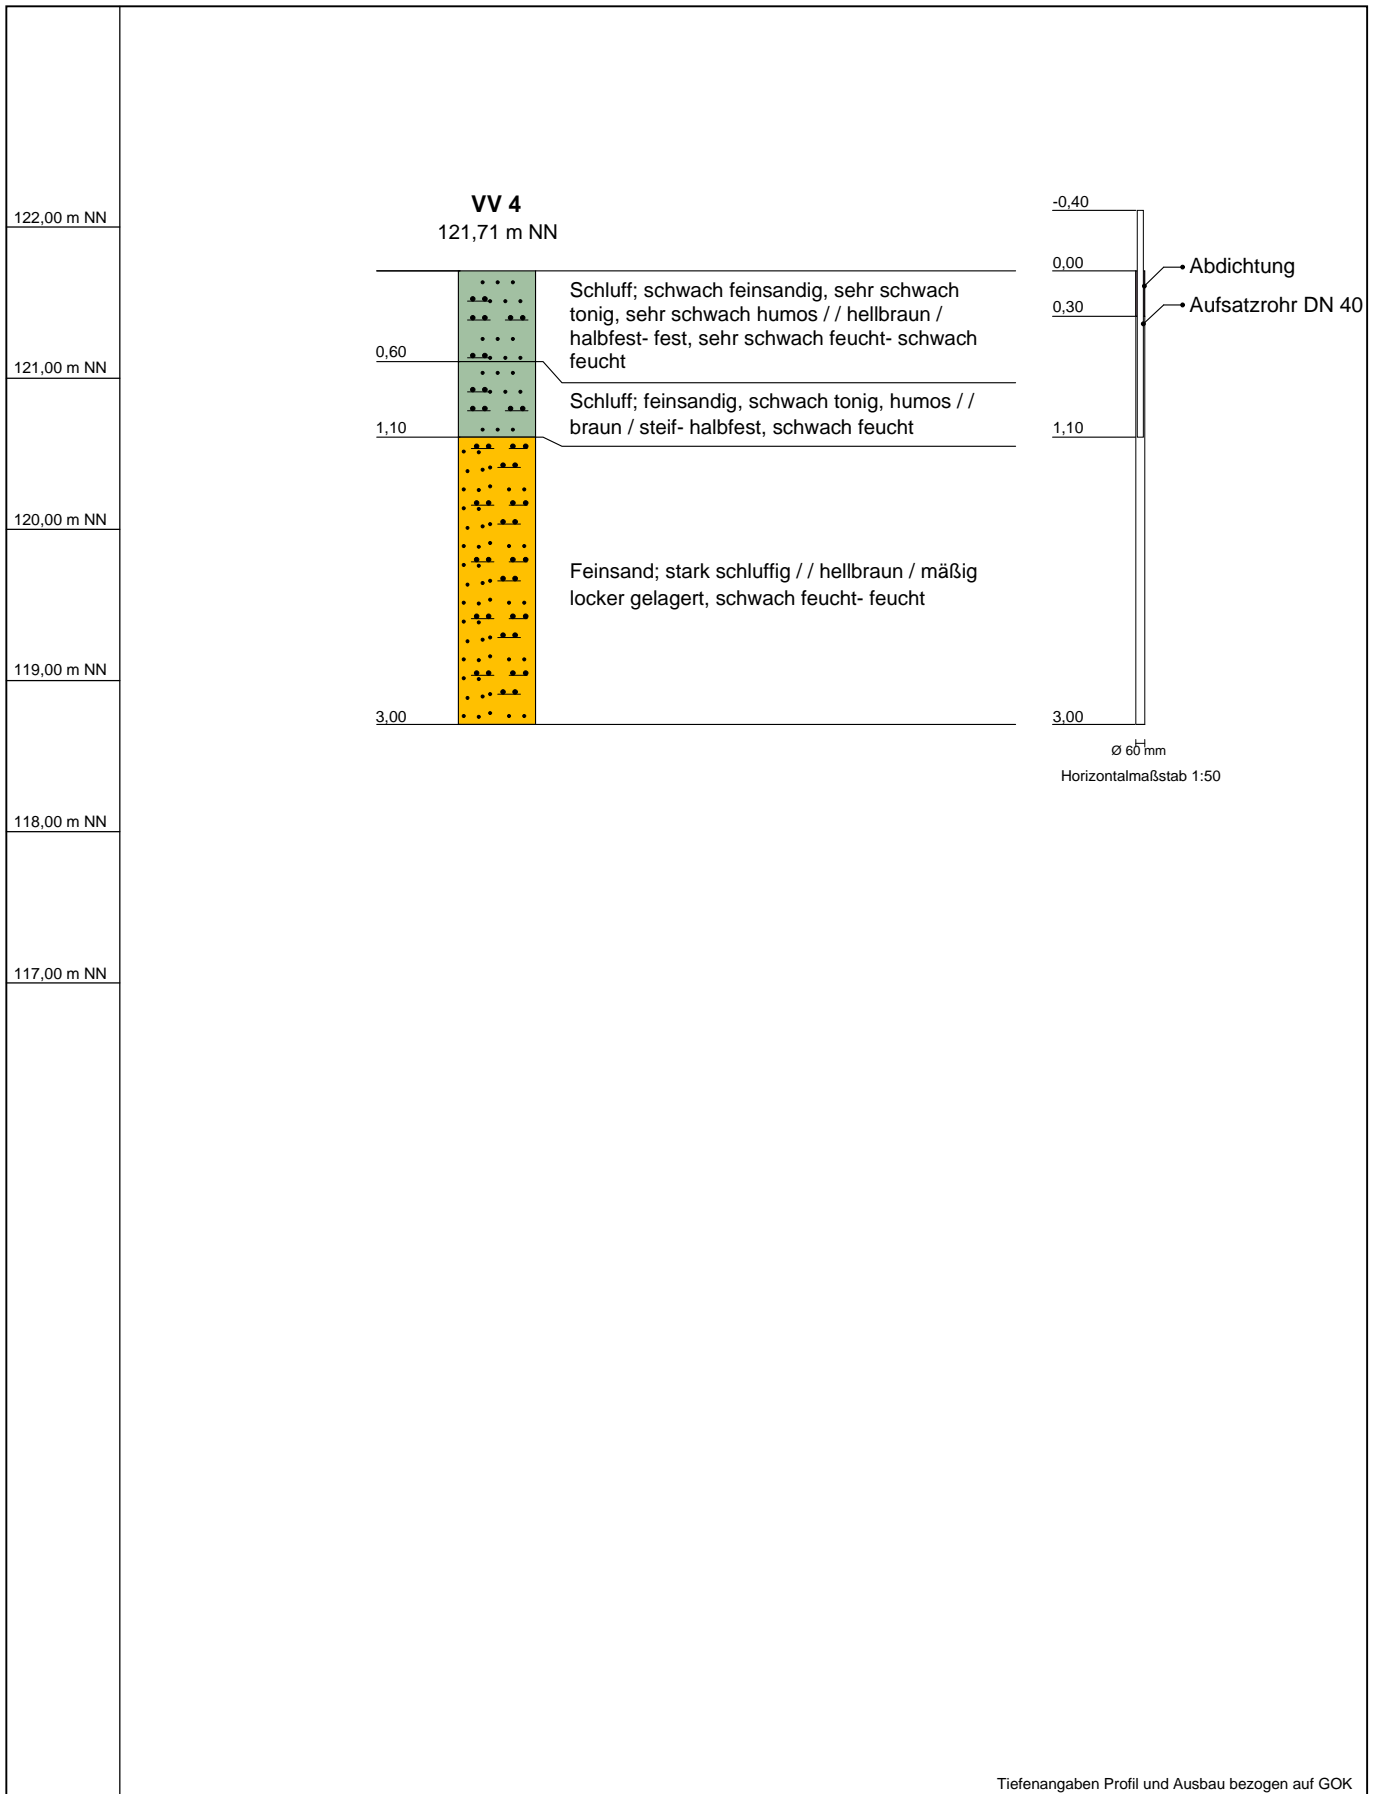 VV 4
121,71 m NN
122,00 m NN
121,00 m NN
120,00 m NN
119,00 m NN
118,00 m NN
117,00 m NN
0,60
1,10
3,00
Schluff; schwach feinsandig, sehr schwach
tonig, sehr schwach humos / / hellbraun /
halbfest- fest, sehr schwach feucht- schwach
feucht
Schluff; feinsandig, schwach tonig, humos / /
braun / steif- halbfest, schwach feucht
Feinsand; stark schluffig / / hellbraun / mäßig
locker gelagert, schwach feucht- feucht
-0,40
0,00
0,30
1,10
3,00
Abdichtung
Aufsatzrohr DN 40
Ø 60 mm
Horizontalmaßstab 1:50
Tiefenangaben Profil und Ausbau bezogen auf GOK